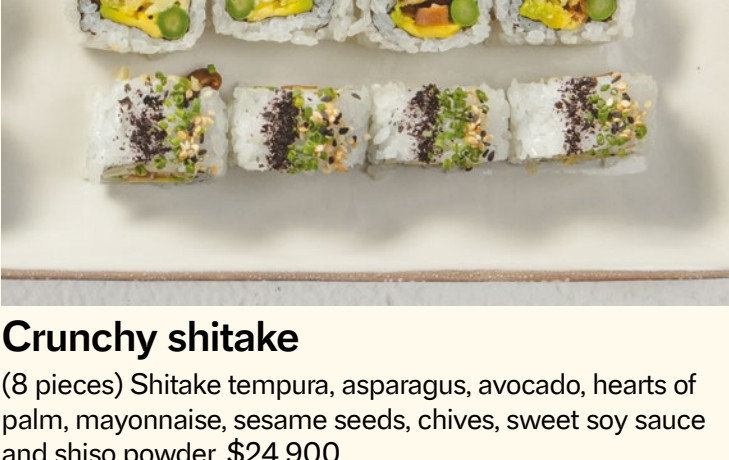 Crunchy shitake
(8 pieces) Shitake tempura, asparagus, avocado, hearts of
palm, mayonnaise, sesame seeds, chives, sweet soy sauce
and shiso powder. $24.900